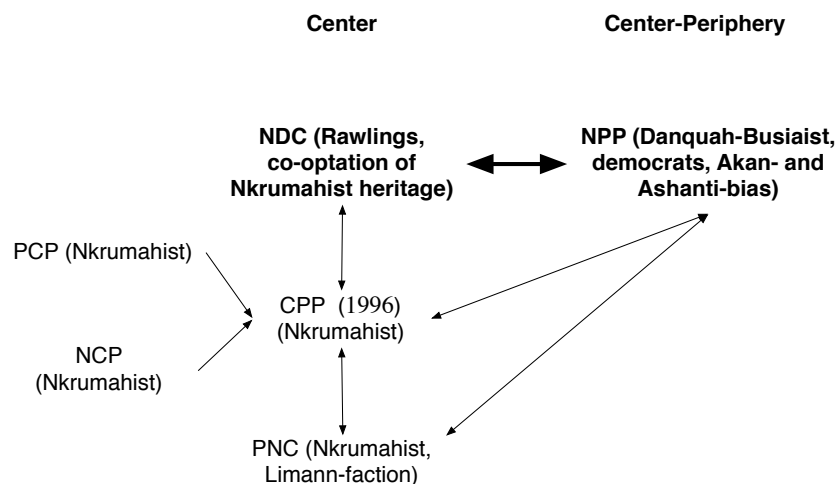 Center
Center-Periphery
NDC (Rawlings,
co-optation of
Nkrumahist heritage)
NPP (Danquah-Busiaist,
democrats, Akan- and
Ashanti-bias)
PCP (Nkrumahist)
CPP (1996)
(Nkrumahist)
NCP
(Nkrumahist)
PNC (Nkrumahist,
Limann-faction)